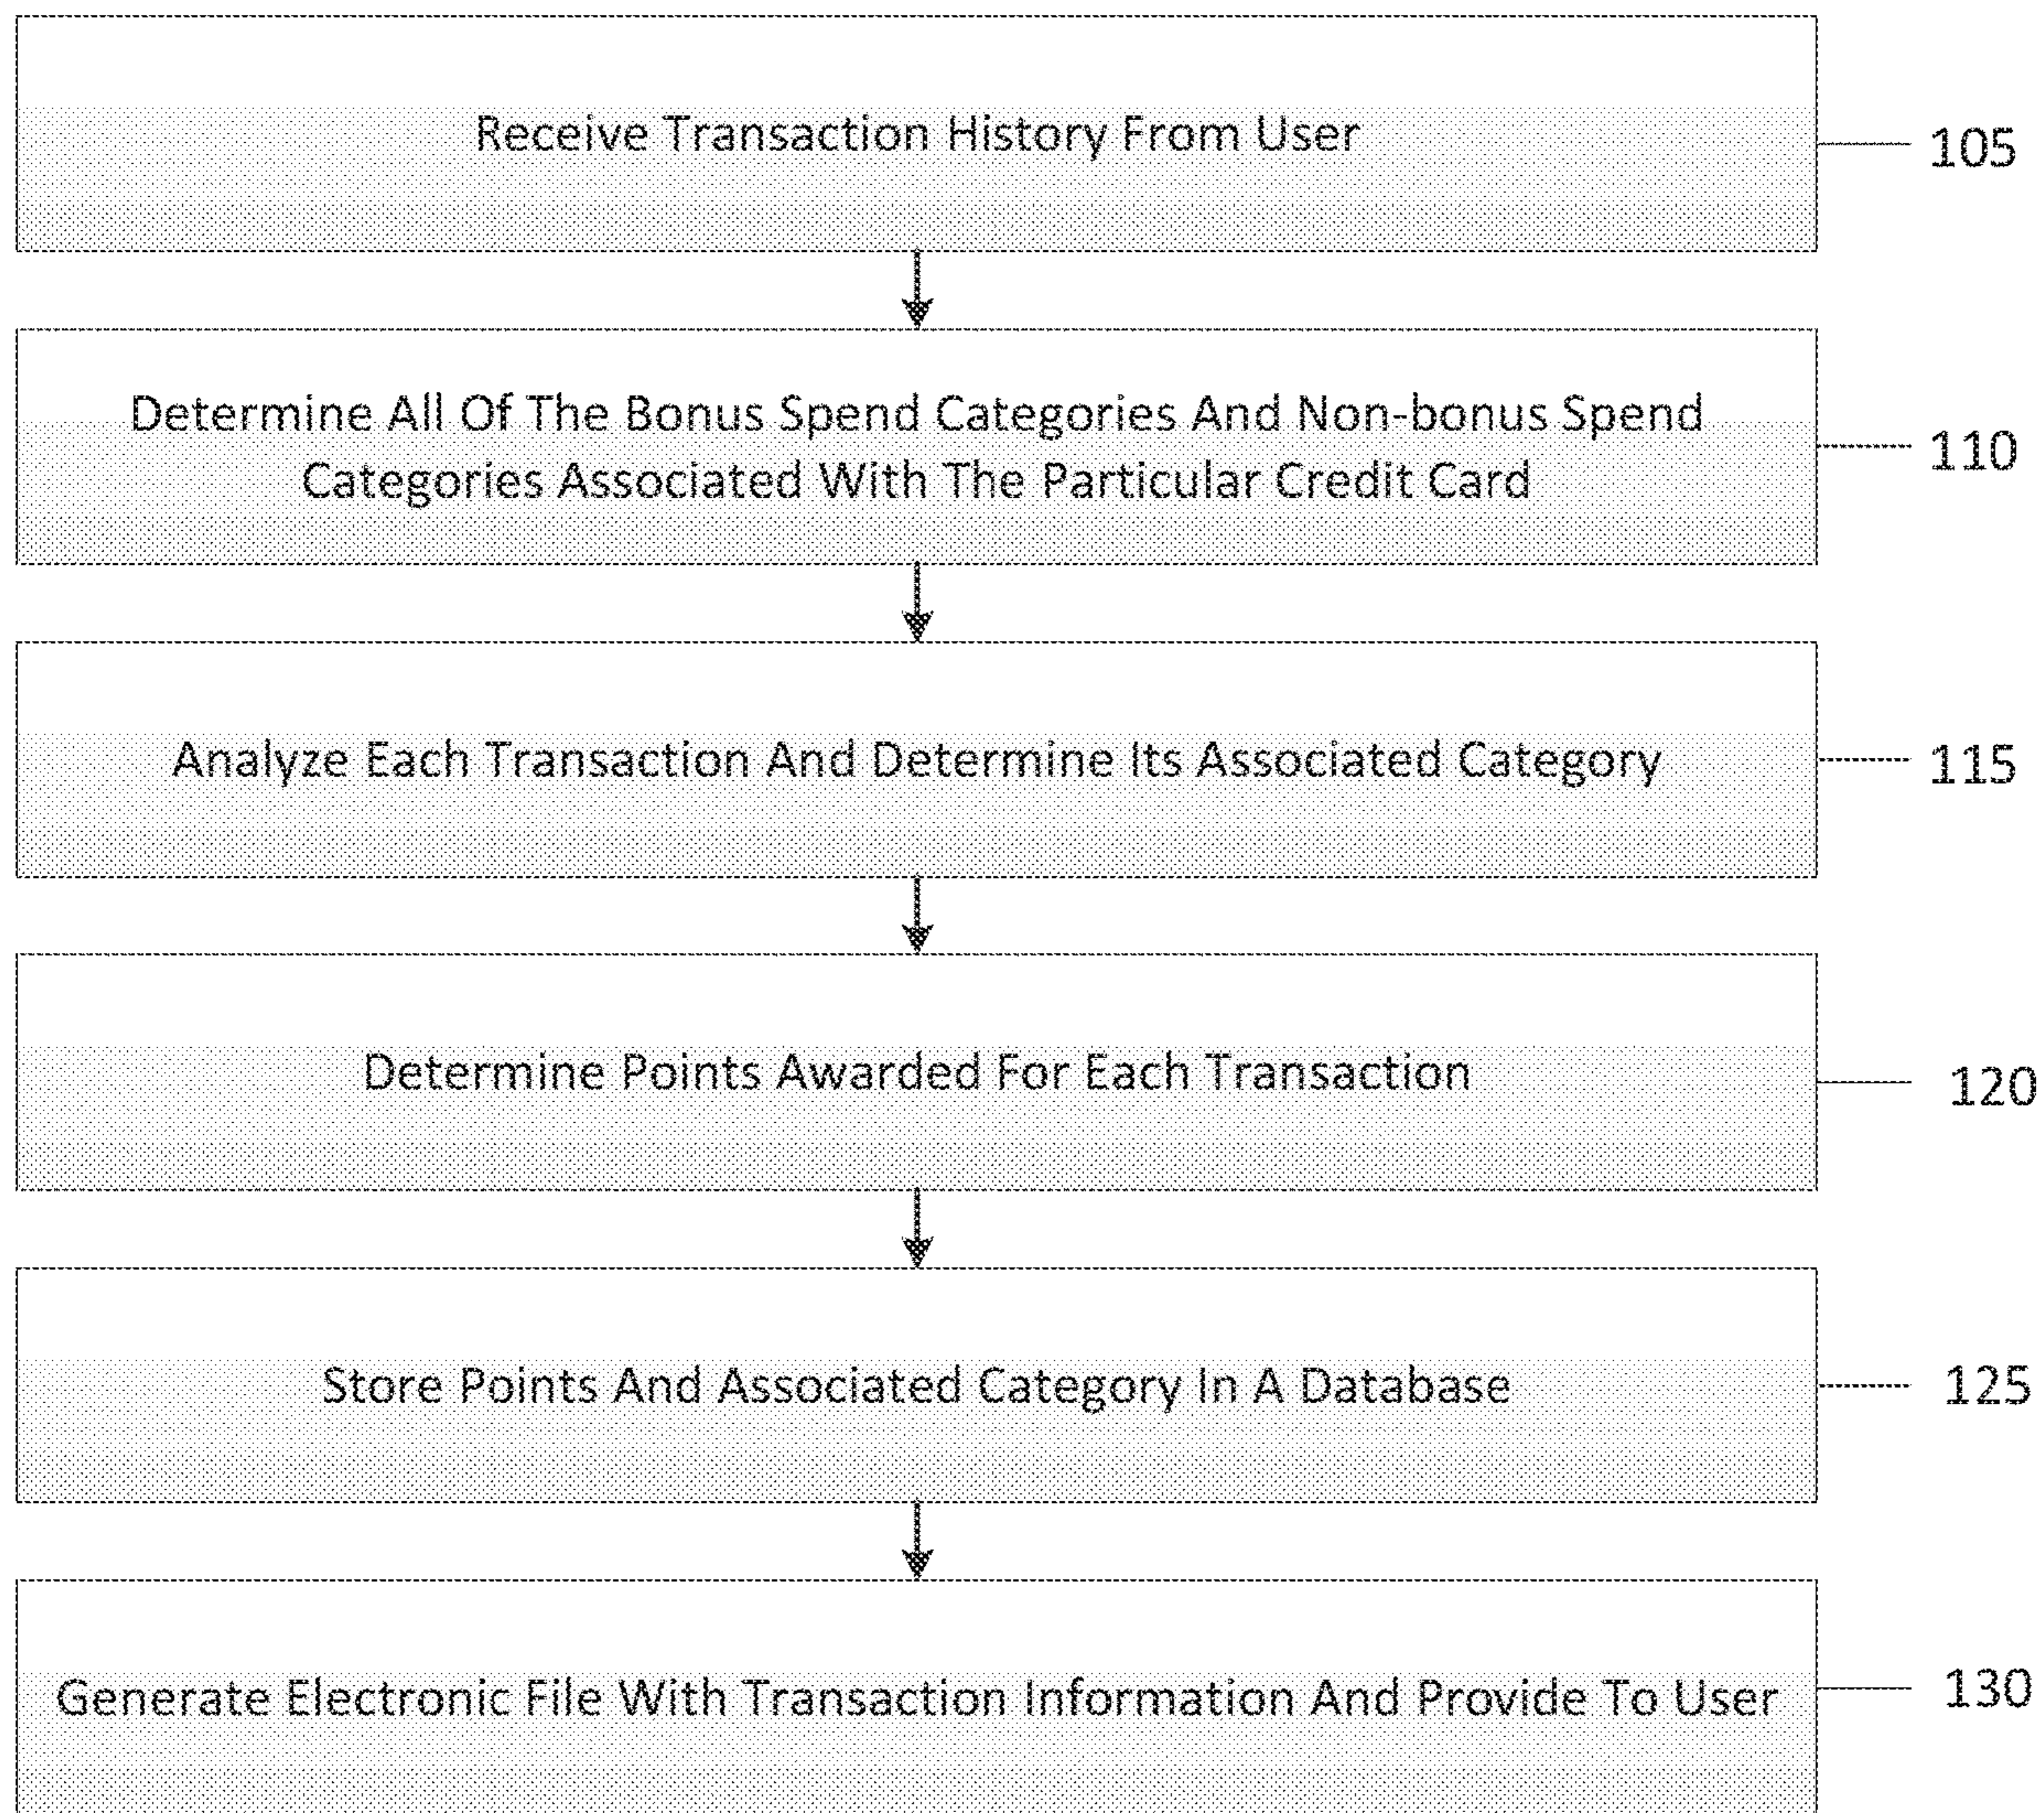 Receive Transaction History From User
105
Determine All Of The Bonus Spend Categories And Non-bonus Spend
Categories Associated With The Particular Credit Card
110
Analyze Each Transaction And Determine Its Associated Category
115
Determine Points Awarded For Each Transaction
120
Store Points And Associated Category In A Database
125
Generate Electronic File With Transaction Information And Provide To User
130